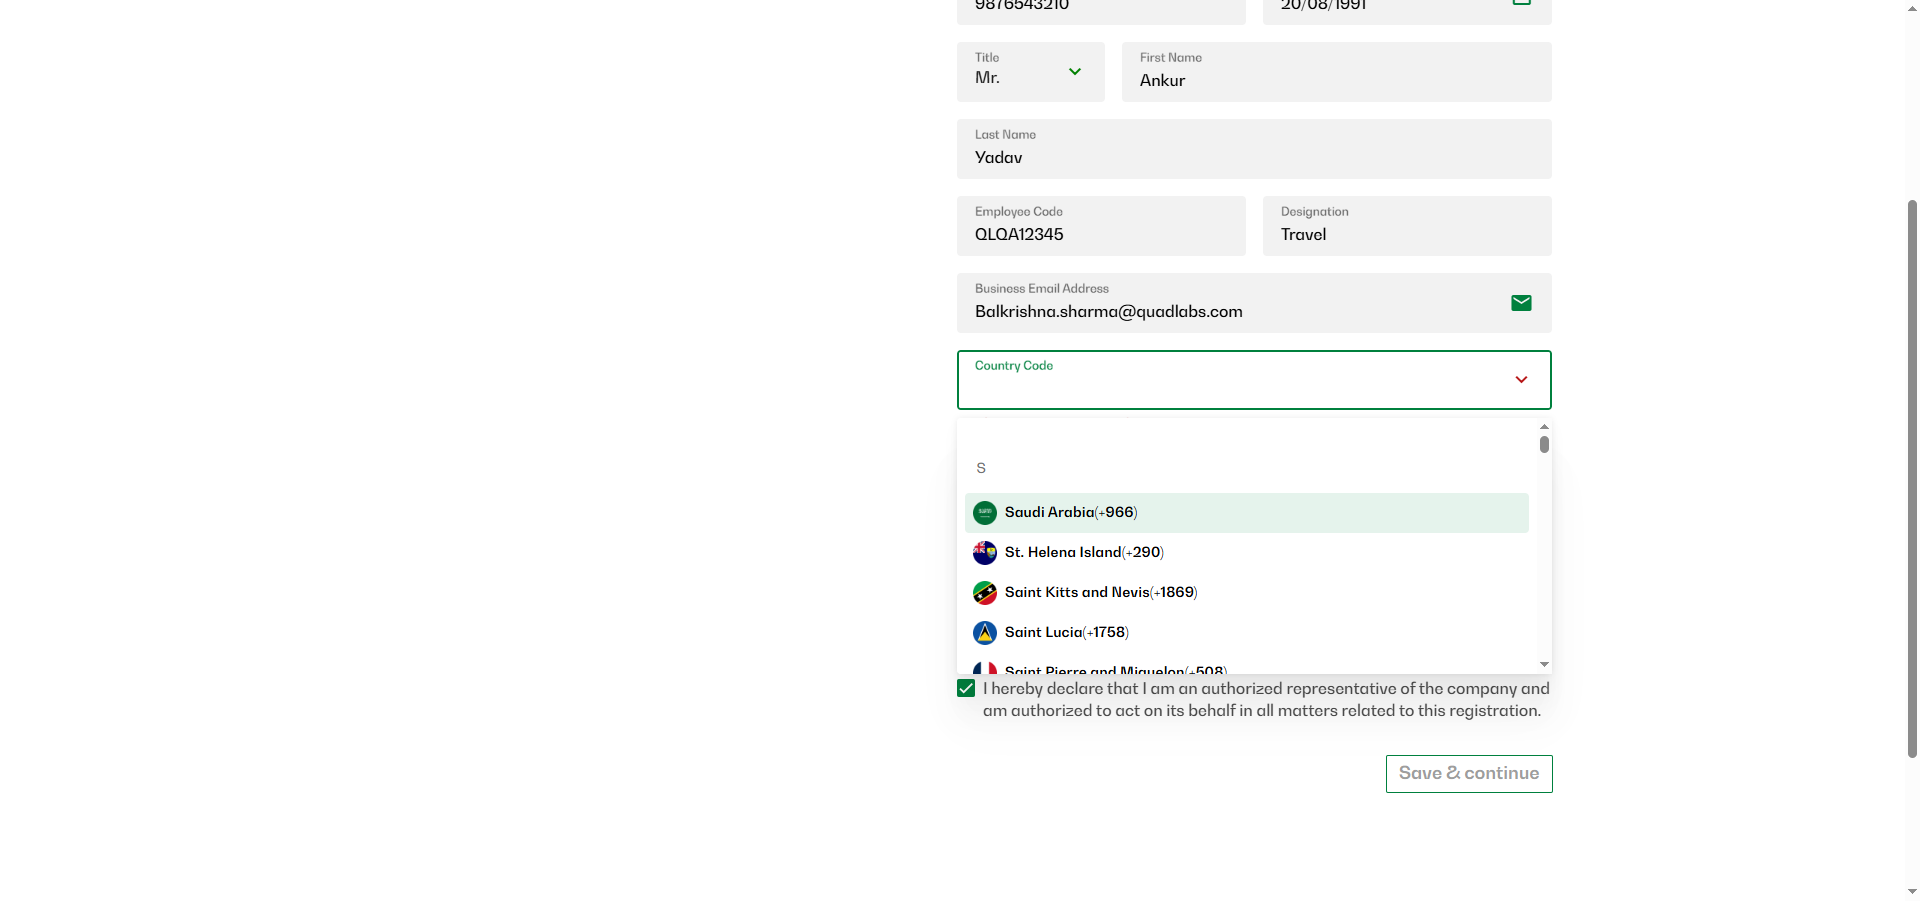 9876543210
20/08/1991
Title
Mr.
First Name
Ankur
Last Name
Yadav
Employee Code
QLQA12345
Designation
Travel
Business Email Address
Balkrishna.sharma@quadlabs.com
Country Code
S
Saudi Arabia(+966)
St. Helena Island(+290)
Saint Kitts and Nevis(+1869)
Saint Lucia(+1758)
Saint Pierre and Miquelon(+508)
I hereby declare that I am an authorized representative of the company and
am authorized to act on its behalf in all matters related to this registration.
Save & continue